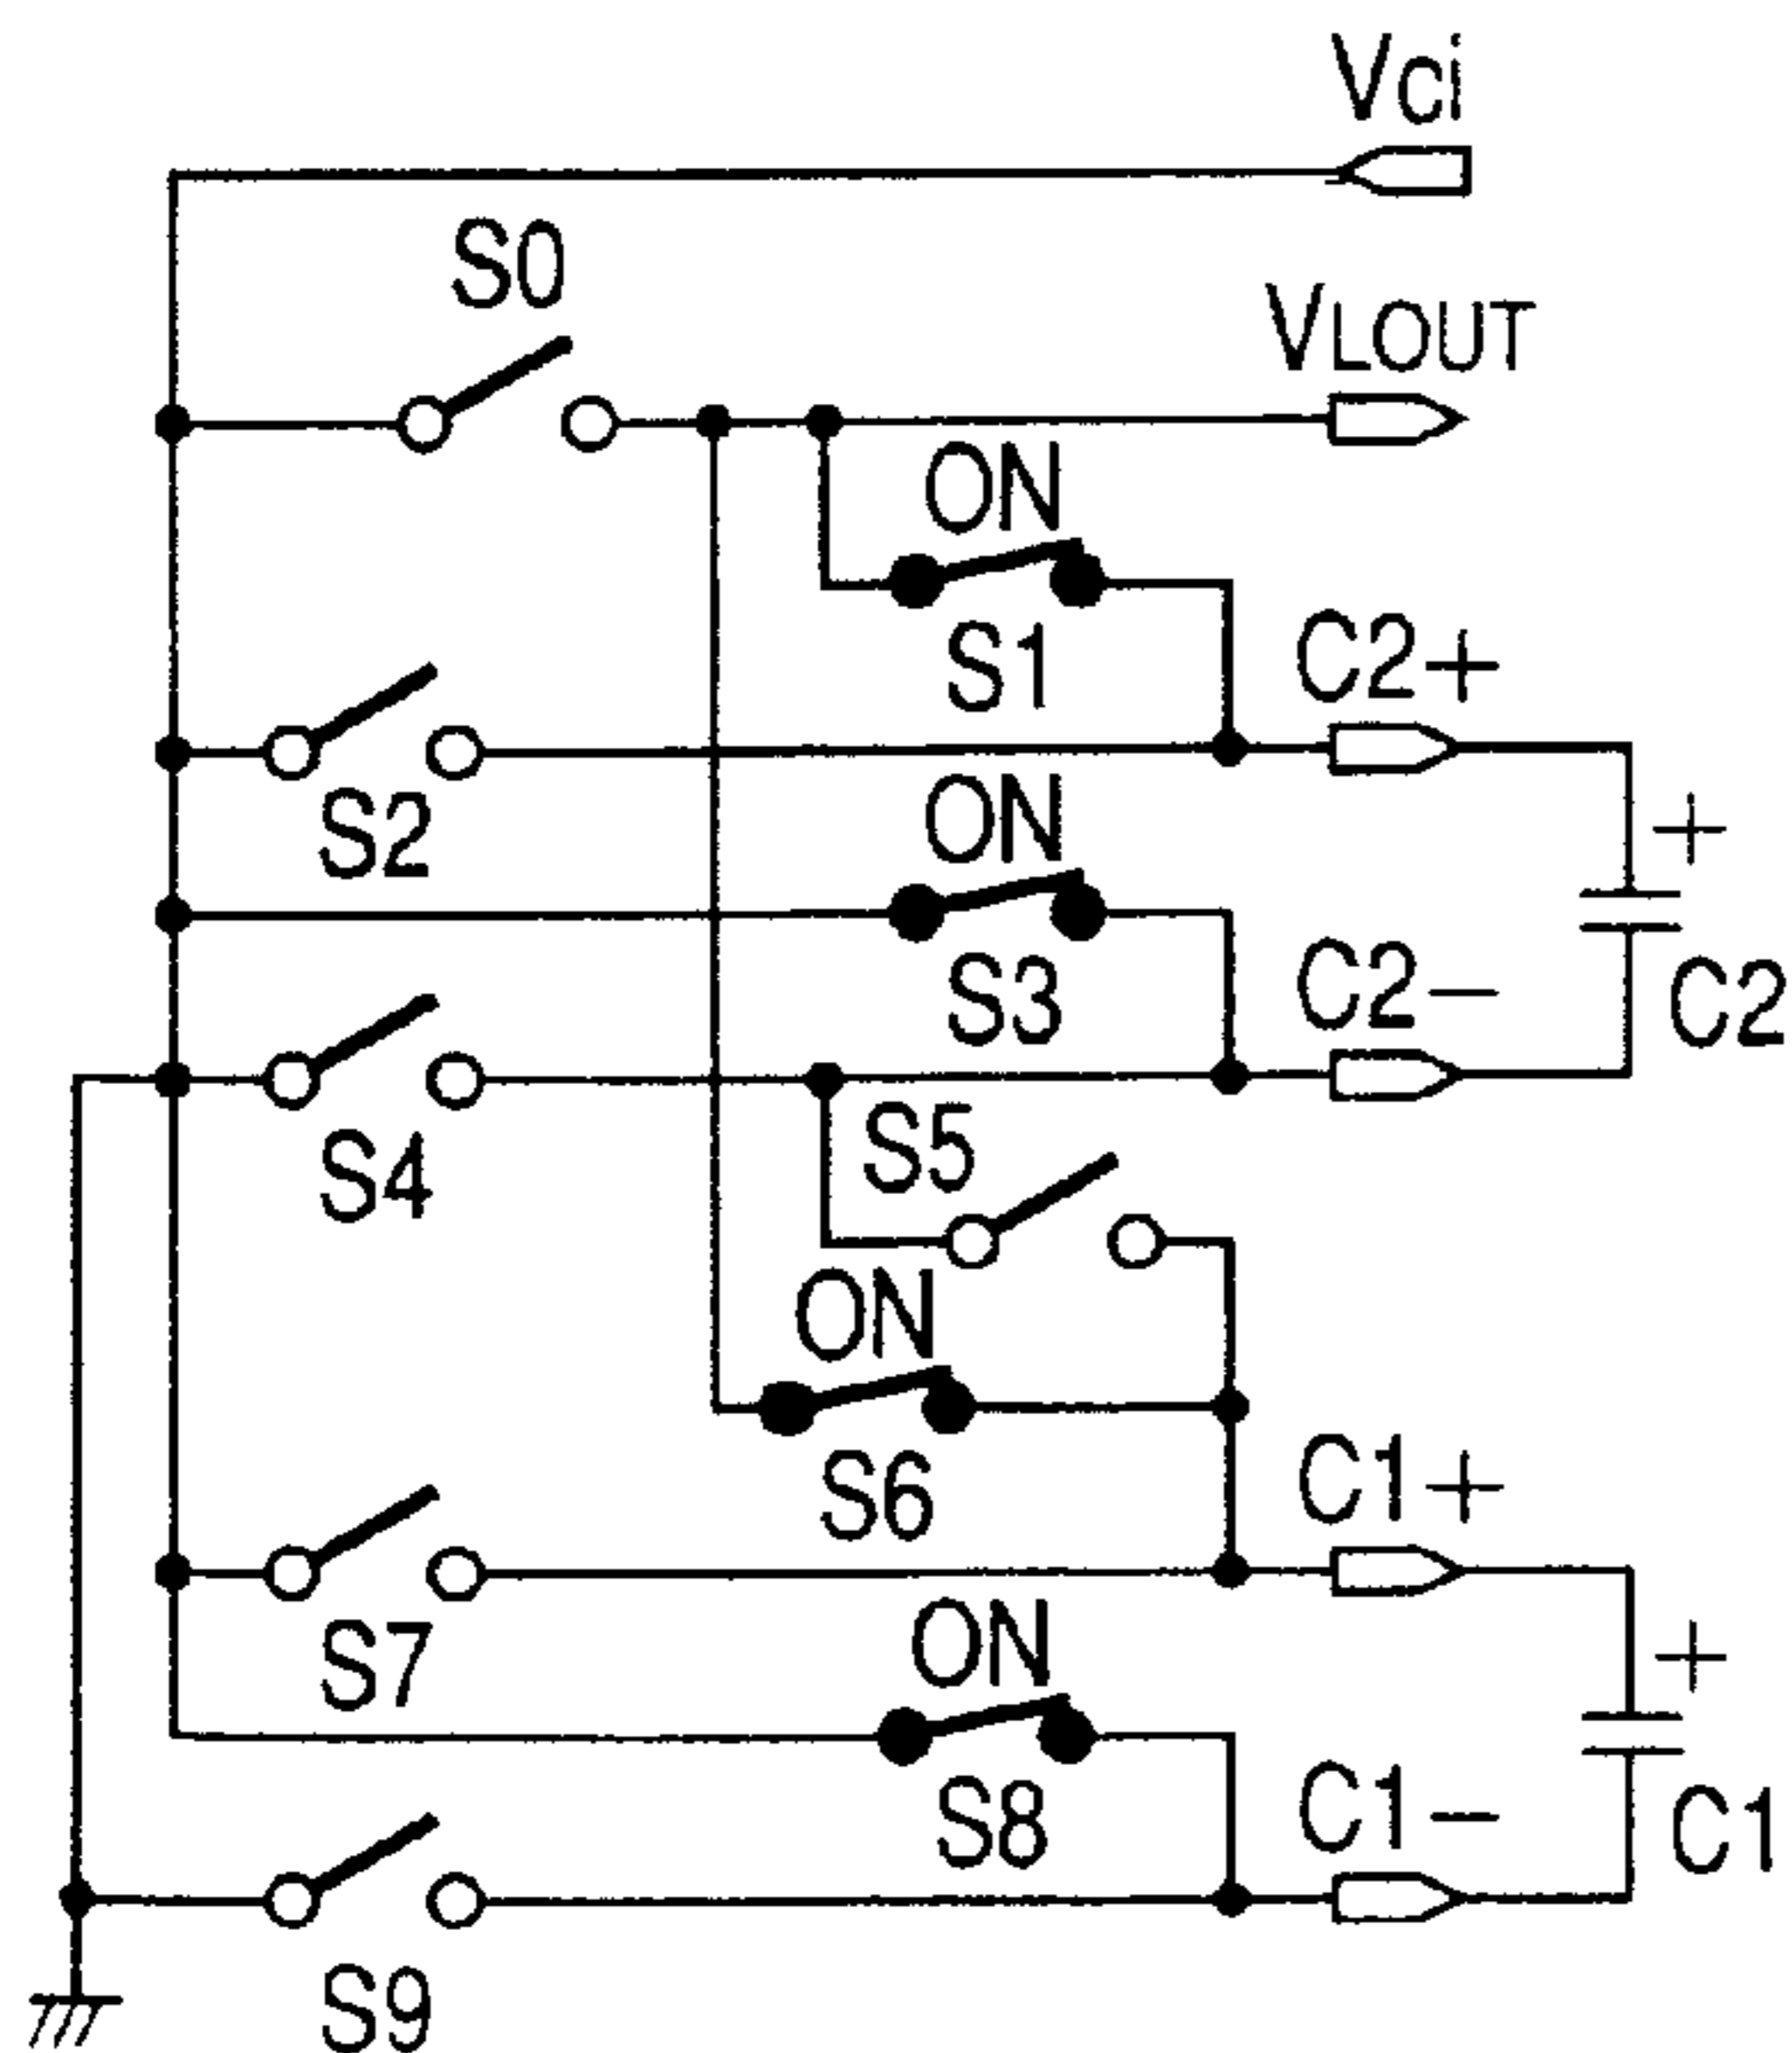 Vci
S0
VLOUT
ON
S1
C2+
S2
ON
+
S3
C2-
C2
S4
S5
ON
S6
C1+
S7
ON
+
S8
C1-
C1
S9